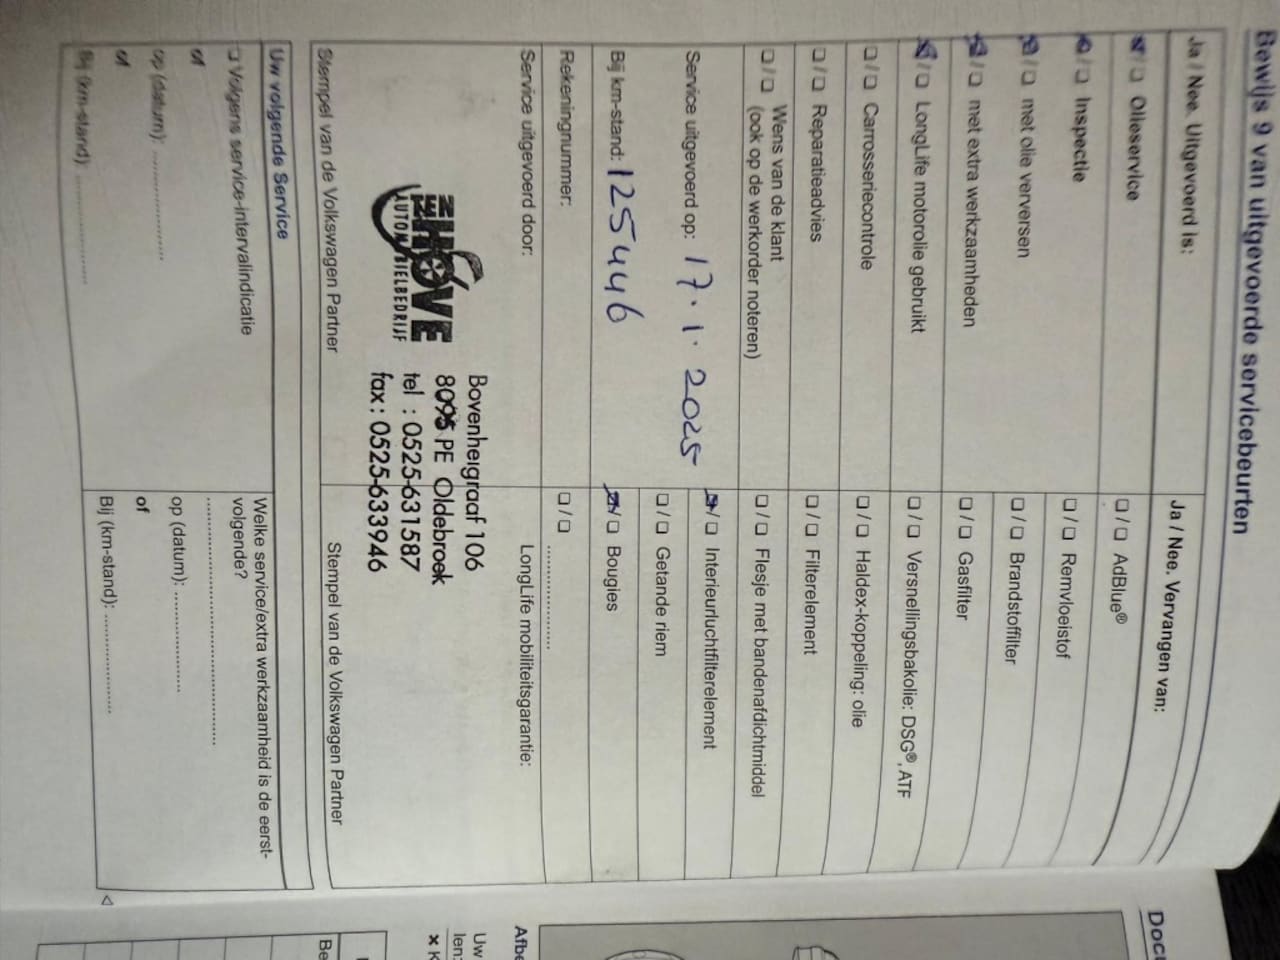 Bewijs 9 van uitgevoerde servicebeurten
Ja / Nee. Uitgevoerd is:
☒/☐ Olieservice
☒/☐ Inspectie
☒/☐ met olie verversen
☒/☐ met extra werkzaamheden
☒/☐ LongLife motorolie gebruikt
☐/☐ Carrosseriecontrole
☐/☐ Reparatieadvies
☐/☐ Wens van de klant
(ook op de werkorder noteren)
Service uitgevoerd op: 17.1.2025
Bij km-stand: 125446
Rekeningnummer:
Service uitgevoerd door:
Ja / Nee. Vervangen van:
☐/☐ AdBlue®
☐/☐ Remvloeistof
☐/☐ Brandstoffilter
☐/☐ Gasfilter
☐/☐ Versnellingsbakolie: DSG®, ATF
☐/☐ Haldex-koppeling: olie
☐/☐ Filterelement
☐/☐ Flesje met bandenafdichtmiddel
☒/☐ Interieurluchtfilterelement
☐/☐ Getande riem
☒/☐ Bougies
☐/☐ ....................
LongLife mobiliteitsgarantie:
AUTOMOBIELBEDRIJF
Bovenheigraaf 106
8095 PE Oldebroek
tel : 0525-631587
fax: 0525-633946
Stempel van de Volkswagen Partner
Stempel van de Volkswagen Partner
Uw volgende Service
☐ Volgens service-intervalindicatie
of
op (datum): ....................
of
Bij (km-stand): ....................
Welke service/extra werkzaamheid is de eerst-
volgende?
........................................
op (datum): ....................
of
Bij (km-stand): ....................
Afbe
Uw
len:
x K
Be